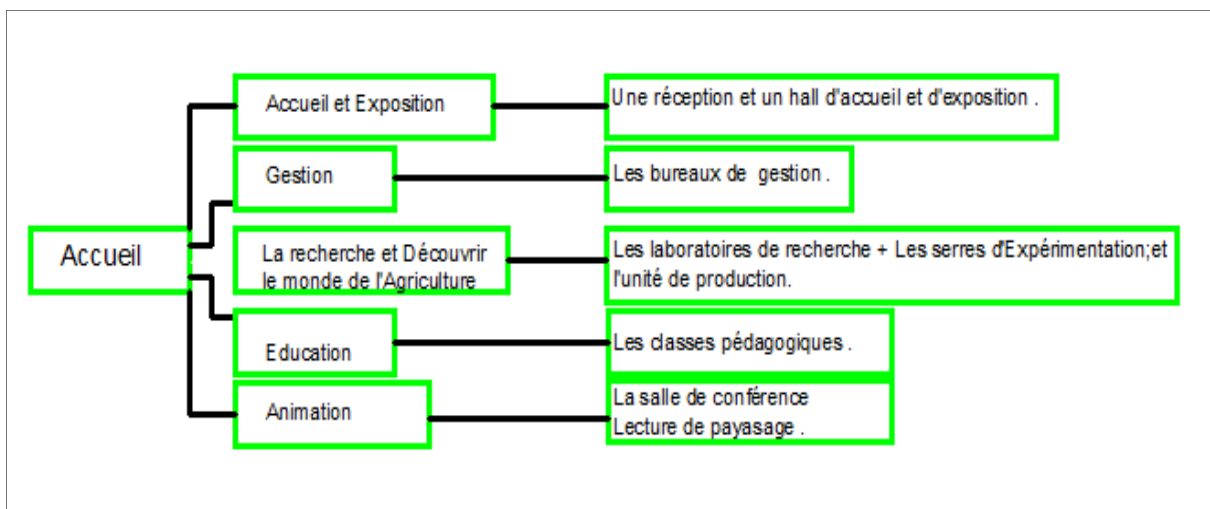 Accueil et Exposition
Une réception et un hall d'accueil et d'exposition .
Gestion
Les bureaux de gestion .
Accueil
La recherche et Découvrir
le monde de l'Agriculture
Les laboratoires de recherche + Les serres d'Expérimentation;et
l'unité de production.
Education
Les classes pédagogiques .
Animation
La salle de conférence
Lecture de payasage .